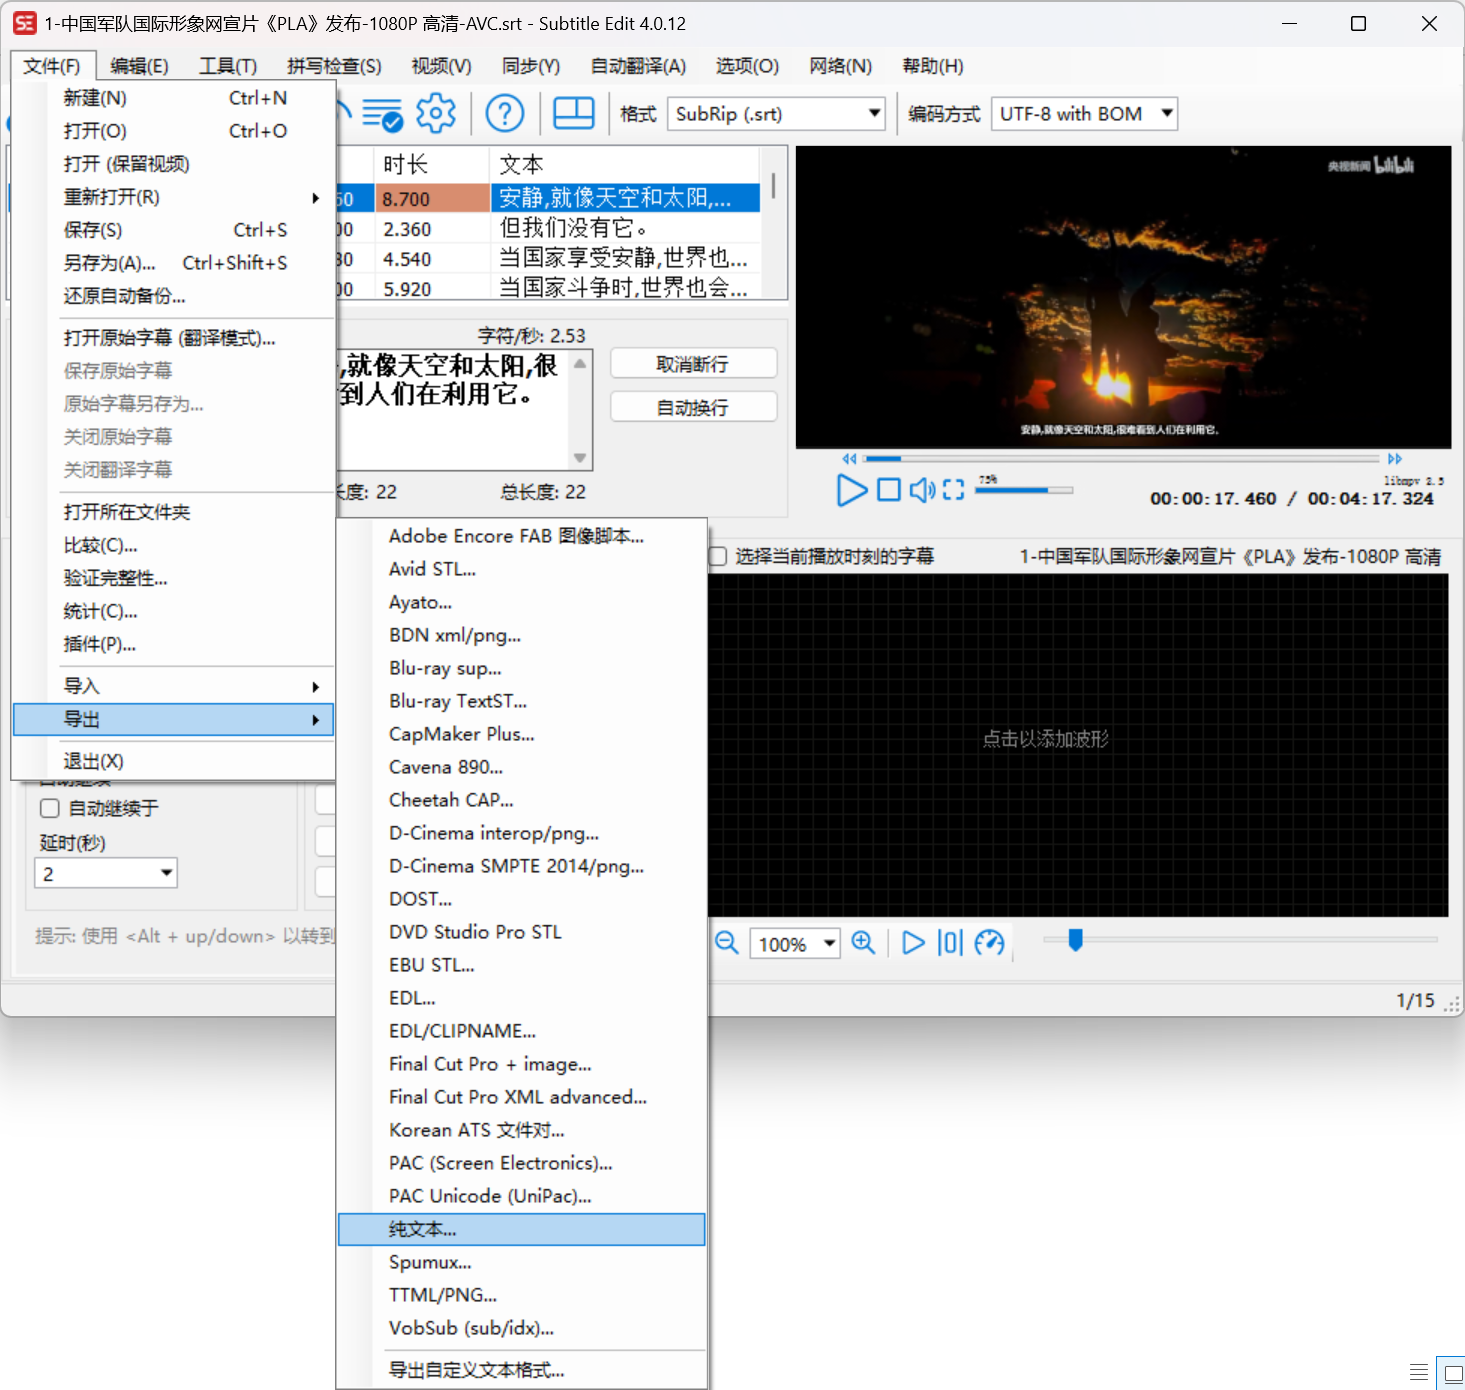 1-中国军队国际形象网宣片《PLA》发布-1080P 高清-AVC.srt - Subtitle Edit 4.0.12
文件(F) 编辑(E) 工具(T) 拼写检查(S) 视频(V) 同步(Y) 自动翻译(A) 选项(O) 网络(N) 帮助(H)
新建(N) Ctrl+N
打开(O) Ctrl+O
打开 (保留视频)
重新打开(R)
保存(S) Ctrl+S
另存为(A)... Ctrl+Shift+S
还原自动备份...
打开原始字幕 (翻译模式)...
保存原始字幕
原始字幕另存为...
关闭原始字幕
关闭翻译字幕
打开所在文件夹
比较(C)...
验证完整性...
统计(C)...
插件(P)...
导入
导出
退出(X)
格式 SubRip (.srt) 编码方式 UTF-8 with BOM
时长 文本
8.700 安静,就像天空和太阳,...
00 2.360 但我们没有它。
4.540 当国家享受安静,世界也...
00 5.920 当国家斗争时,世界也会...
字符/秒: 2.53
,就像天空和太阳,很
到人们在利用它。
取消断行
自动换行
长度: 22 总长度: 22
央视新闻 bilibili
安静,就像天空和太阳,很难看到人们在利用它。
75%
libmpv 2.5
00:00:17.460 / 00:04:17.324
选择当前播放时刻的字幕 1-中国军队国际形象网宣片《PLA》发布-1080P 高清
点击以添加波形
100%
Adobe Encore FAB 图像脚本...
Avid STL...
Ayato...
BDN xml/png...
Blu-ray sup...
Blu-ray TextST...
CapMaker Plus...
Cavena 890...
Cheetah CAP...
D-Cinema interop/png...
D-Cinema SMPTE 2014/png...
DOST...
DVD Studio Pro STL
EBU STL...
EDL...
EDL/CLIPNAME...
Final Cut Pro + image...
Final Cut Pro XML advanced...
Korean ATS 文件对...
PAC (Screen Electronics)...
PAC Unicode (UniPac)...
纯文本...
Spumux...
TTML/PNG...
VobSub (sub/idx)...
导出自定义文本格式...
自动继续
自动继续于
延时(秒)
2
提示: 使用 <Alt + up/down> 以转到
1/15